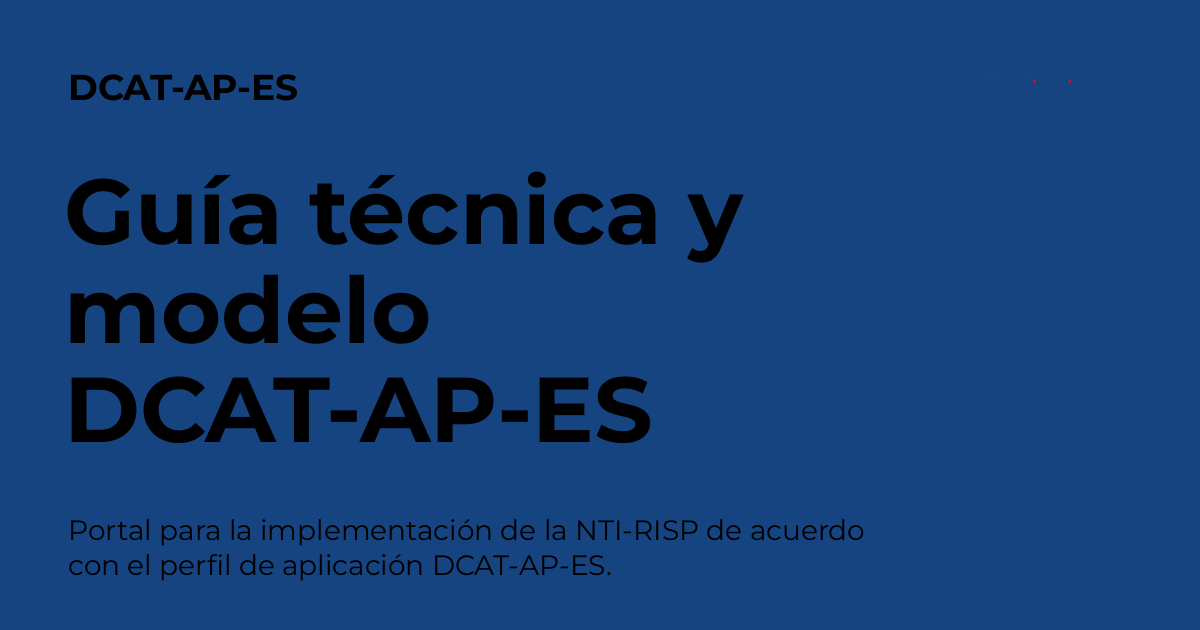 DCAT-AP-ES
Guía técnica y
modelo
DCAT-AP-ES
Portal para la implementación de la NTI-RISP de acuerdo
con el perfil de aplicación DCAT-AP-ES.